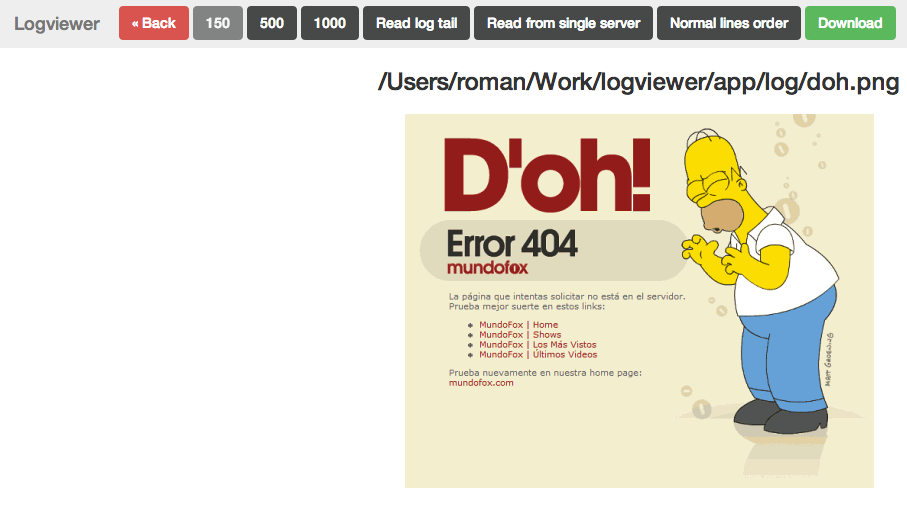 Logviewer « Back 150 500 1000 Read log tail Read from single server Normal lines order Download
/Users/roman/Work/logviewer/app/log/doh.png
D'oh!
Error 404
mundofox
La página que intentas solicitar no está en el servidor.
Prueba mejor suerte en estos links:
MundoFox | Home
MundoFox | Shows
MundoFox | Los Más Vistos
MundoFox | Últimos Videos
Prueba nuevamente en nuestra home page:
mundofox.com
MATT GROENING